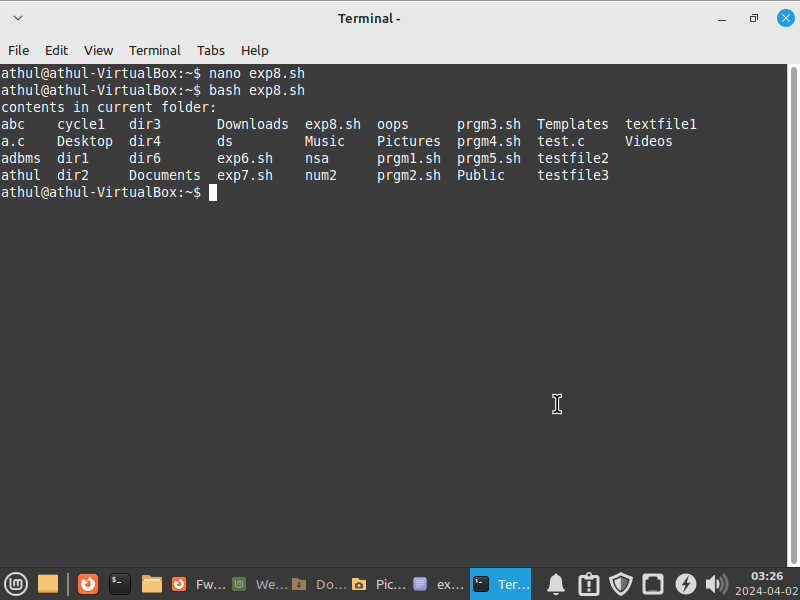 Terminal -
File Edit View Terminal Tabs Help
athul@athul-VirtualBox:~$ nano exp8.sh
athul@athul-VirtualBox:~$ bash exp8.sh
contents in current folder:
abc cycle1 dir3 Downloads exp8.sh oops prgm3.sh Templates textfile1
a.c Desktop dir4 ds Music Pictures prgm4.sh test.c Videos
adbms dir1 dir6 exp6.sh nsa prgm1.sh prgm5.sh testfile2
athul dir2 Documents exp7.sh num2 prgm2.sh Public testfile3
athul@athul-VirtualBox:~$
Fw... We... Do... Pic... ex... Ter... 03:26
2024-04-02